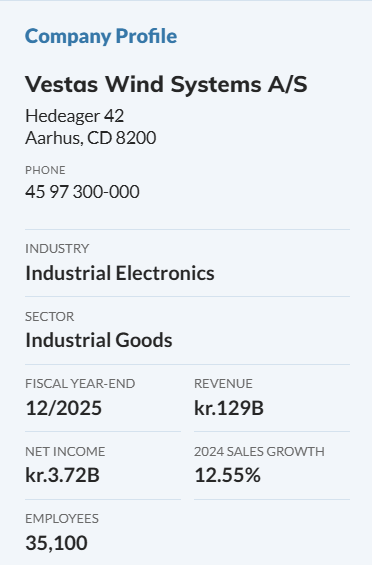 Company Profile
Vestas Wind Systems A/S
Hedeager 42
Aarhus, CD 8200
PHONE
45 97 300-000
INDUSTRY
Industrial Electronics
SECTOR
Industrial Goods
FISCAL YEAR-END
12/2025
REVENUE
kr.129B
NET INCOME
kr.3.72B
2024 SALES GROWTH
12.55%
EMPLOYEES
35,100